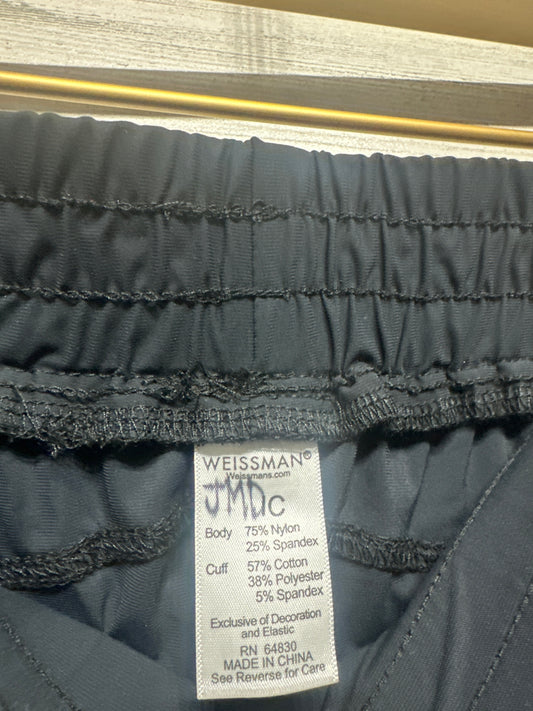 WEISSMAN®
Weissmans.com
JMD C
Body 75% Nylon
25% Spandex
Cuff 57% Cotton
38% Polyester
5% Spandex
Exclusive of Decoration
and Elastic
RN 64830
MADE IN CHINA
See Reverse for Care